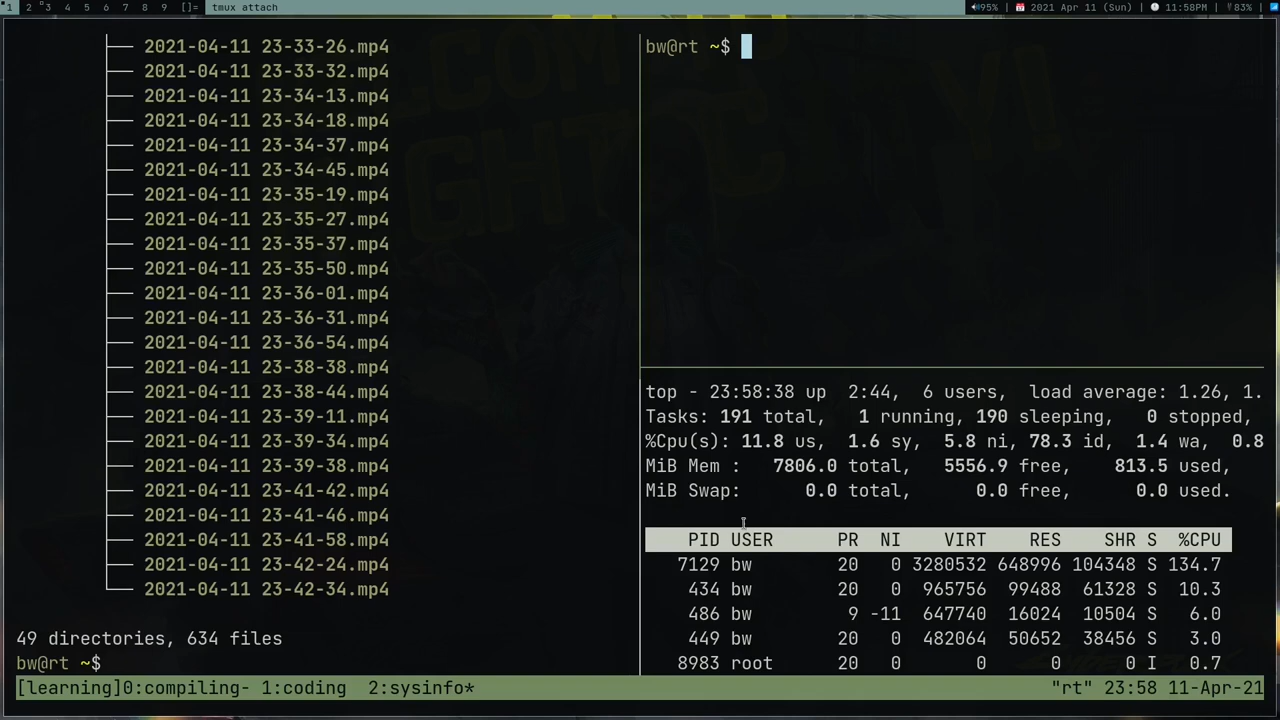 1 2 3 4 5 6 7 8 9 []= tmux attach 95% | 2021 Apr 11 (Sun) | 11:58PM | 83%
2021-04-11 23-33-26.mp4
2021-04-11 23-33-32.mp4
2021-04-11 23-34-13.mp4
2021-04-11 23-34-18.mp4
2021-04-11 23-34-37.mp4
2021-04-11 23-34-45.mp4
2021-04-11 23-35-19.mp4
2021-04-11 23-35-27.mp4
2021-04-11 23-35-37.mp4
2021-04-11 23-35-50.mp4
2021-04-11 23-36-01.mp4
2021-04-11 23-36-31.mp4
2021-04-11 23-36-54.mp4
2021-04-11 23-38-38.mp4
2021-04-11 23-38-44.mp4
2021-04-11 23-39-11.mp4
2021-04-11 23-39-34.mp4
2021-04-11 23-39-38.mp4
2021-04-11 23-41-42.mp4
2021-04-11 23-41-46.mp4
2021-04-11 23-41-58.mp4
2021-04-11 23-42-24.mp4
2021-04-11 23-42-34.mp4
49 directories, 634 files
bw@rt ~$
bw@rt ~$
top - 23:58:38 up 2:44, 6 users, load average: 1.26, 1.
Tasks: 191 total, 1 running, 190 sleeping, 0 stopped,
%Cpu(s): 11.8 us, 1.6 sy, 5.8 ni, 78.3 id, 1.4 wa, 0.8
MiB Mem : 7806.0 total, 5556.9 free, 813.5 used,
MiB Swap: 0.0 total, 0.0 free, 0.0 used.
PID USER PR NI VIRT RES SHR S %CPU
7129 bw 20 0 3280532 648996 104348 S 134.7
434 bw 20 0 965756 99488 61328 S 10.3
486 bw 9 -11 647740 16024 10504 S 6.0
449 bw 20 0 482064 50652 38456 S 3.0
8983 root 20 0 0 0 0 I 0.7
[learning]0:compiling- 1:coding 2:sysinfo* "rt" 23:58 11-Apr-21